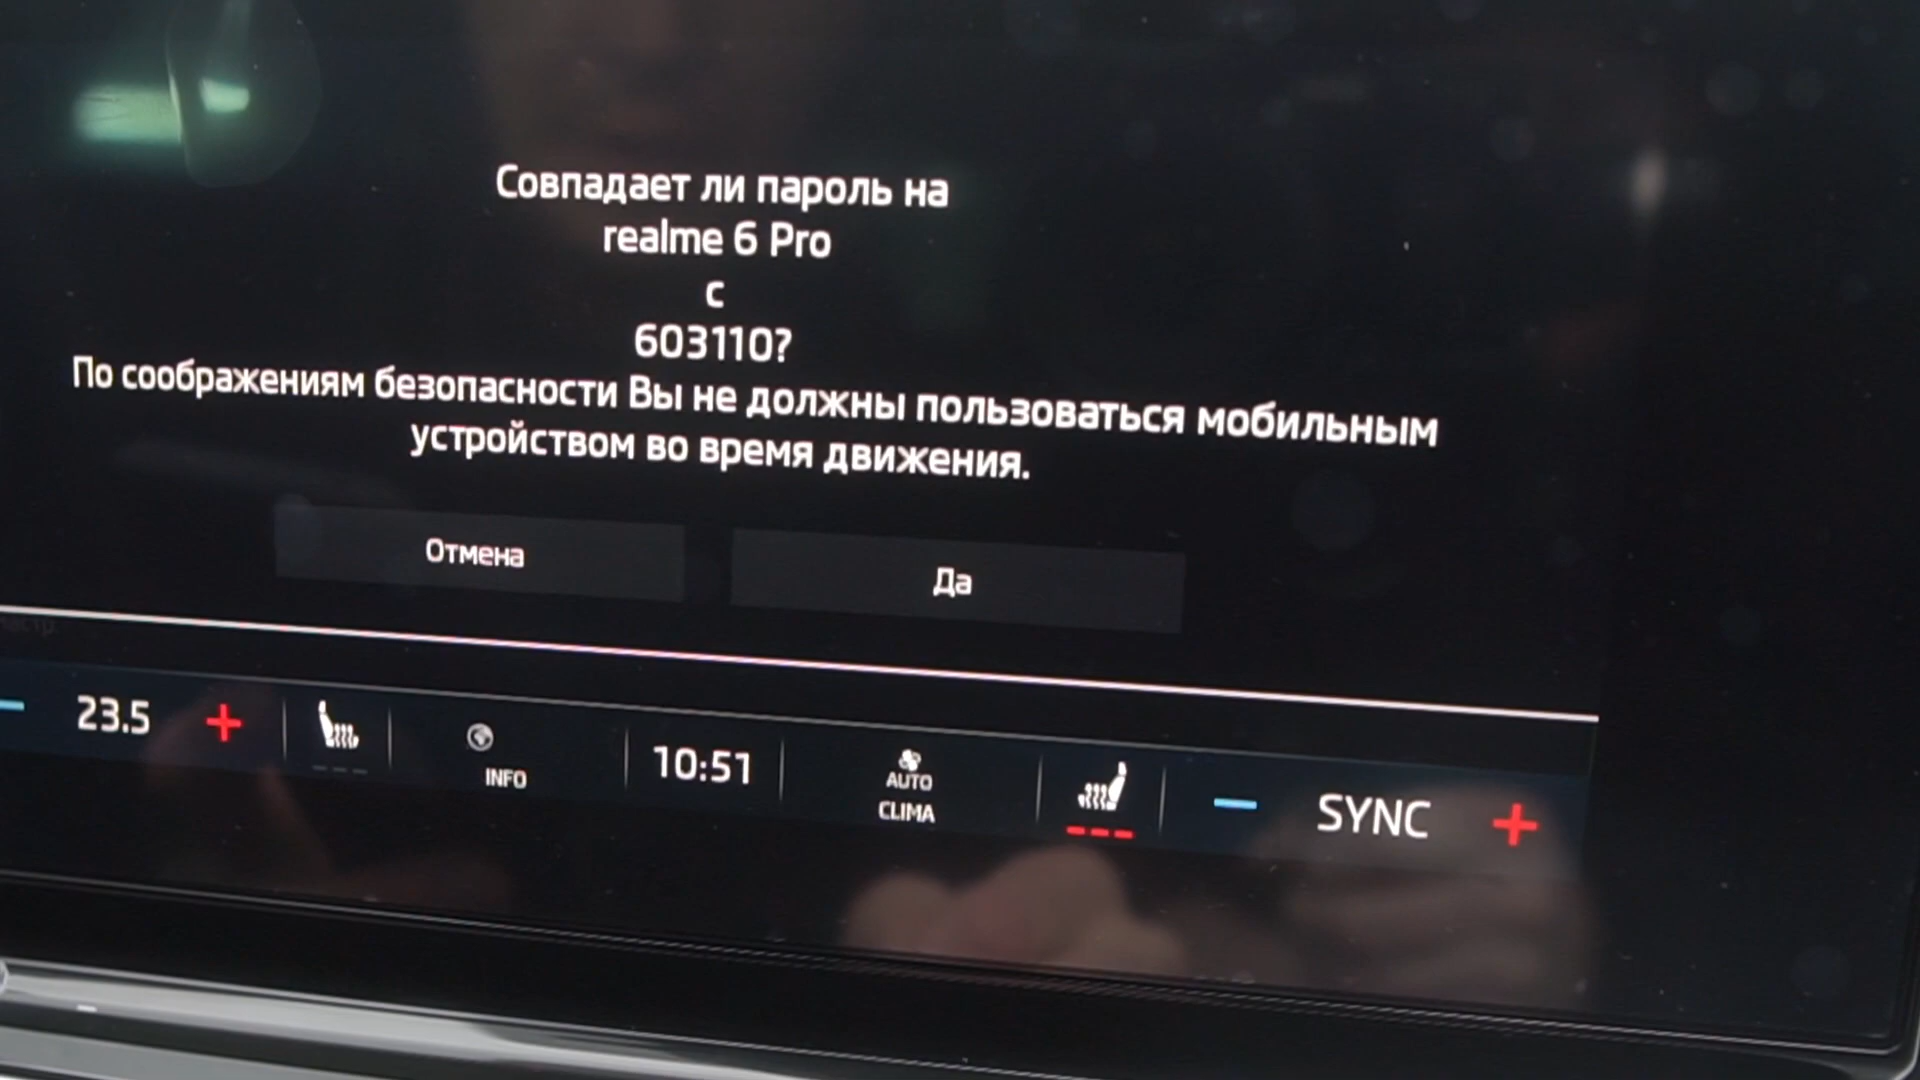 Совпадает ли пароль на
realme 6 Pro
с
603110?
По соображениям безопасности Вы не должны пользоваться мобильным
устройством во время движения.
Отмена Да
23.5 + INFO 10:51 AUTO CLIMA − SYNC +